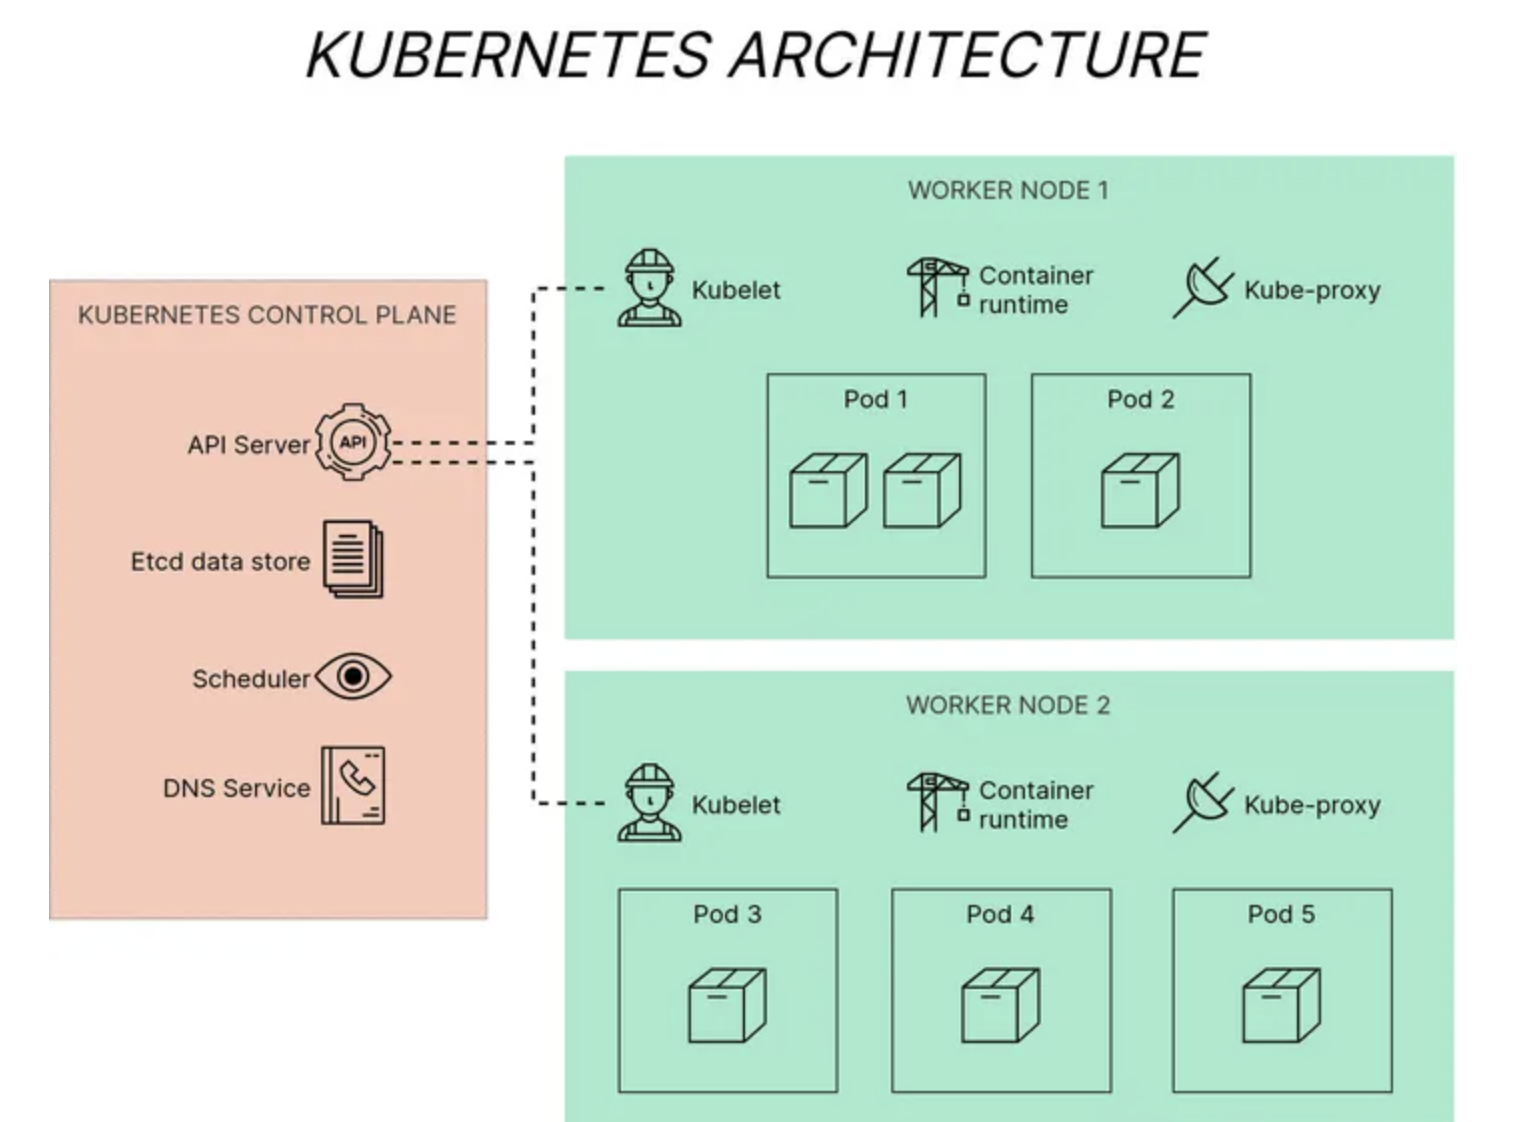 KUBERNETES ARCHITECTURE
KUBERNETES CONTROL PLANE
API Server
API
Etcd data store
Scheduler
DNS Service
WORKER NODE 1
Kubelet
Container
runtime
Kube-proxy
Pod 1
Pod 2
WORKER NODE 2
Kubelet
Container
runtime
Kube-proxy
Pod 3
Pod 4
Pod 5